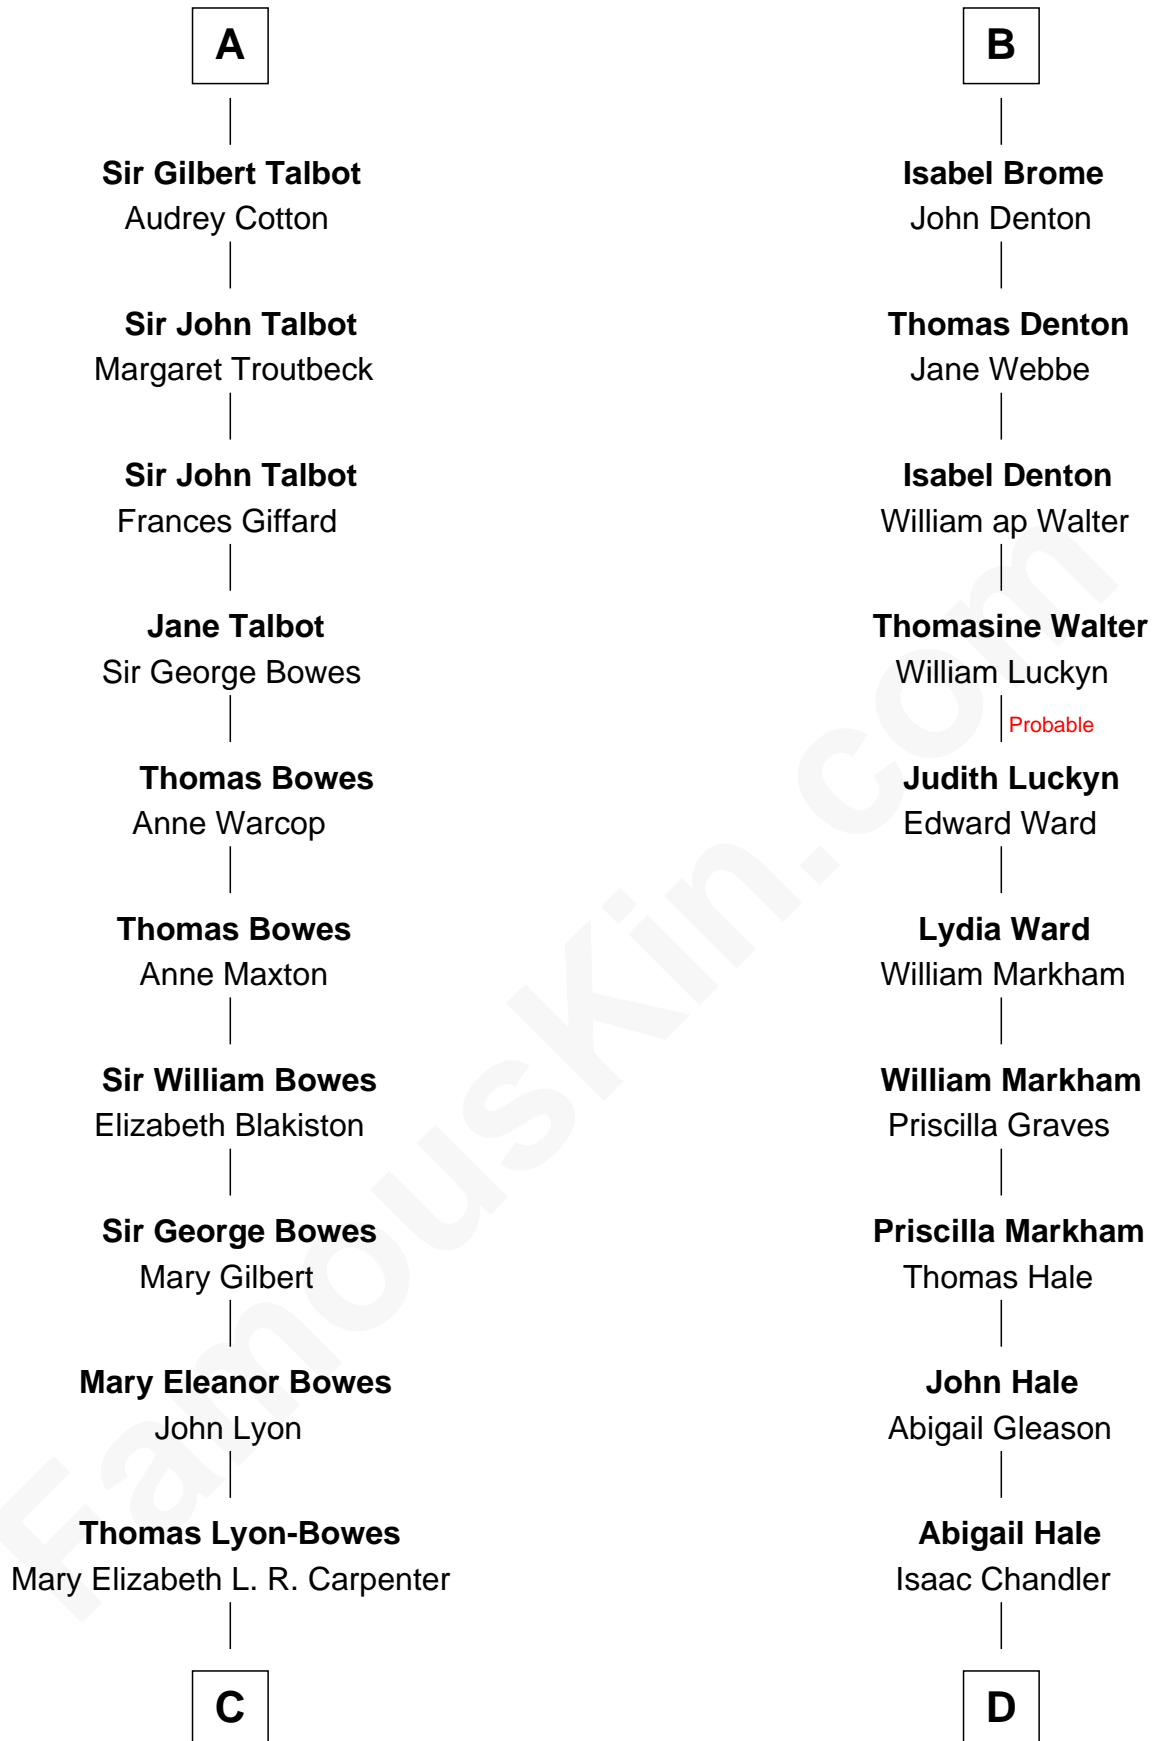 A
Sir Gilbert Talbot
Audrey Cotton
Sir John Talbot
Margaret Troutbeck
Sir John Talbot
Frances Giffard
Jane Talbot
Sir George Bowes
Thomas Bowes
Anne Warcop
Thomas Bowes
Anne Maxton
Sir William Bowes
Elizabeth Blakiston
Sir George Bowes
Mary Gilbert
Mary Eleanor Bowes
John Lyon
Thomas Lyon-Bowes
Mary Elizabeth L. R. Carpenter
C
B
Isabel Brome
John Denton
Thomas Denton
Jane Webbe
Isabel Denton
William ap Walter
Thomasine Walter
William Luckyn
Probable
Judith Luckyn
Edward Ward
Lydia Ward
William Markham
William Markham
Priscilla Graves
Priscilla Markham
Thomas Hale
John Hale
Abigail Gleason
Abigail Hale
Isaac Chandler
D
FamousKin.com